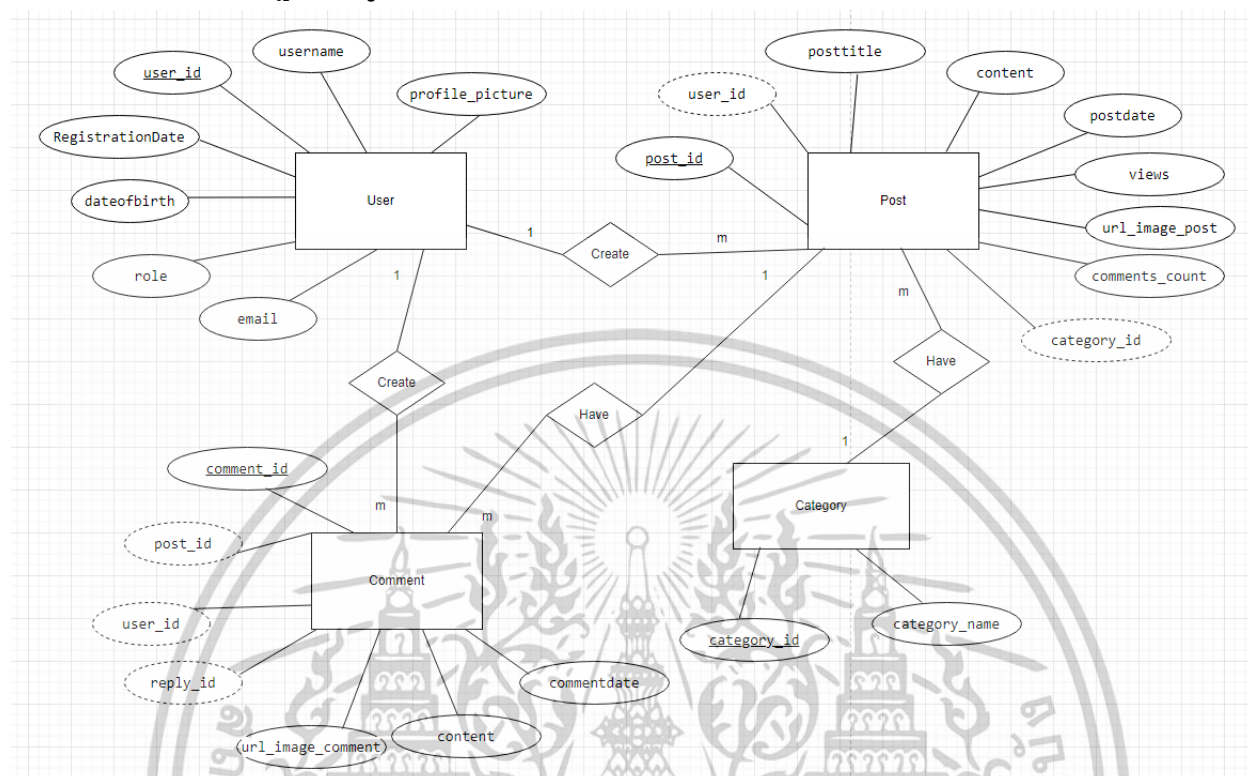 username
user_id
profile_picture
RegistrationDate
dateofbirth
User
role
email
1
1
Create
m
posttitle
user_id
content
postdate
post_id
views
Post
url_image_post
comments_count
category_id
1
m
Create
Have
Have
1
comment_id
m
m
post_id
Comment
user_id
reply_id
url_image_comment
content
commentdate
Category
category_id
category_name